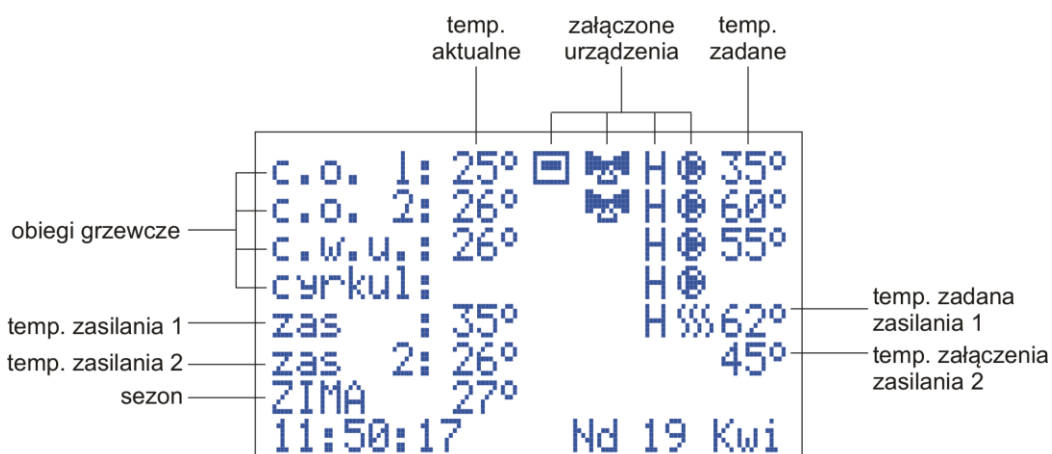 temp. aktualne
załączone urządzenia
temp. zadane
c.o. 1: 25° H 35°
c.o. 2: 26° H 60°
c.w.u.: 26° H 55°
cyrkul: H
zas : 35° H 62°
zas 2: 26° 45°
ZIMA 27°
11:50:17 Nd 19 Kwi
obiegi grzewcze
temp. zasilania 1
temp. zasilania 2
sezon
temp. zadana
zasilania 1
temp. załączenia
zasilania 2